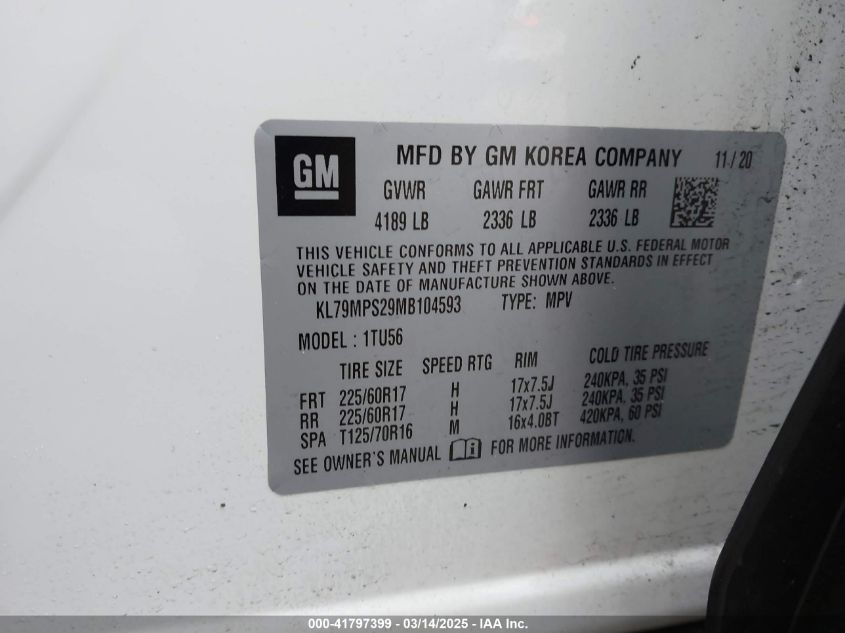 GM
MFD BY GM KOREA COMPANY 11/20
GVWR GAWR FRT GAWR RR
4189 LB 2336 LB 2336 LB
THIS VEHICLE CONFORMS TO ALL APPLICABLE U.S. FEDERAL MOTOR
VEHICLE SAFETY AND THEFT PREVENTION STANDARDS IN EFFECT
ON THE DATE OF MANUFACTURE SHOWN ABOVE.
KL79MPS29MB104593 TYPE: MPV
MODEL : 1TU56
TIRE SIZE SPEED RTG RIM COLD TIRE PRESSURE
FRT 225/60R17 H 17x7.5J 240KPA, 35 PSI
RR 225/60R17 H 17x7.5J 240KPA, 35 PSI
SPA T125/70R16 M 16x4.0BT 420KPA, 60 PSI
SEE OWNER'S MANUAL FOR MORE INFORMATION.
000-41797399 - 03/14/2025 - IAA Inc.